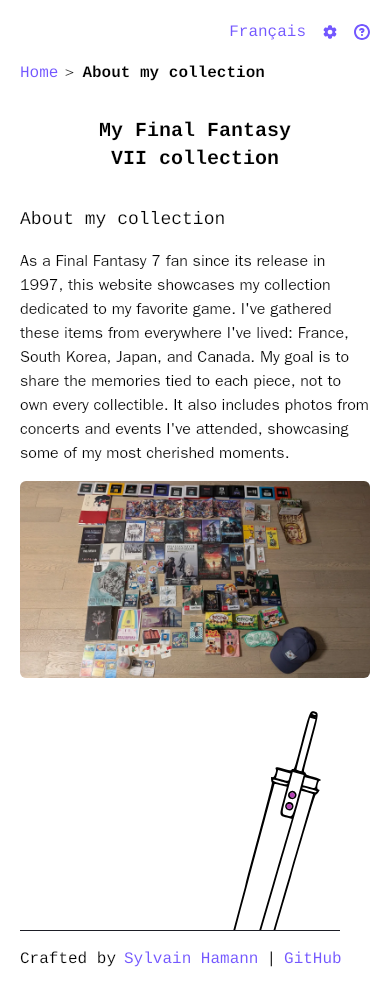 Français
Home > About my collection
My Final Fantasy
VII collection
About my collection
As a Final Fantasy 7 fan since its release in
1997, this website showcases my collection
dedicated to my favorite game. I've gathered
these items from everywhere I've lived: France,
South Korea, Japan, and Canada. My goal is to
share the memories tied to each piece, not to
own every collectible. It also includes photos from
concerts and events I've attended, showcasing
some of my most cherished moments.
Crafted by Sylvain Hamann | GitHub